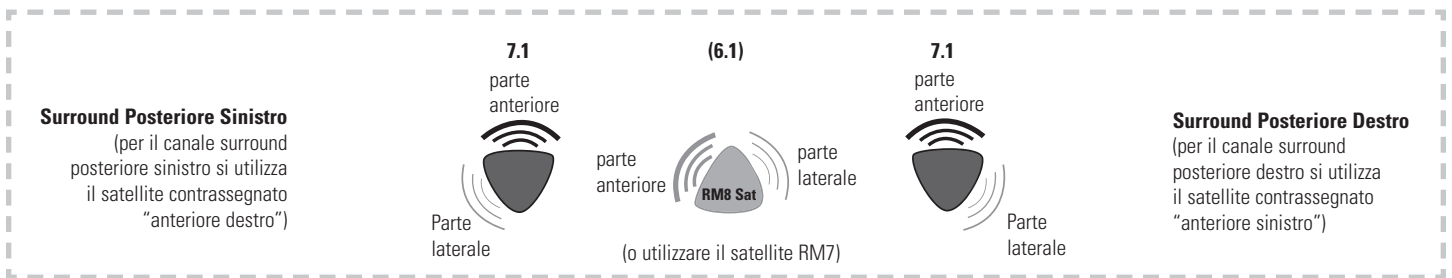 Surround Posteriore Sinistro
(per il canale surround
posteriore sinistro si utilizza
il satellite contrassegnato
“anteriore destro”)
7.1
parte
anteriore
Parte
laterale
(6.1)
parte
anteriore
RM8 Sat
parte
laterale
(o utilizzare il satellite RM7)
7.1
parte
anteriore
Parte
laterale
Surround Posteriore Destro
(per il canale surround
posteriore destro si utilizza
il satellite contrassegnato
“anteriore sinistro”)